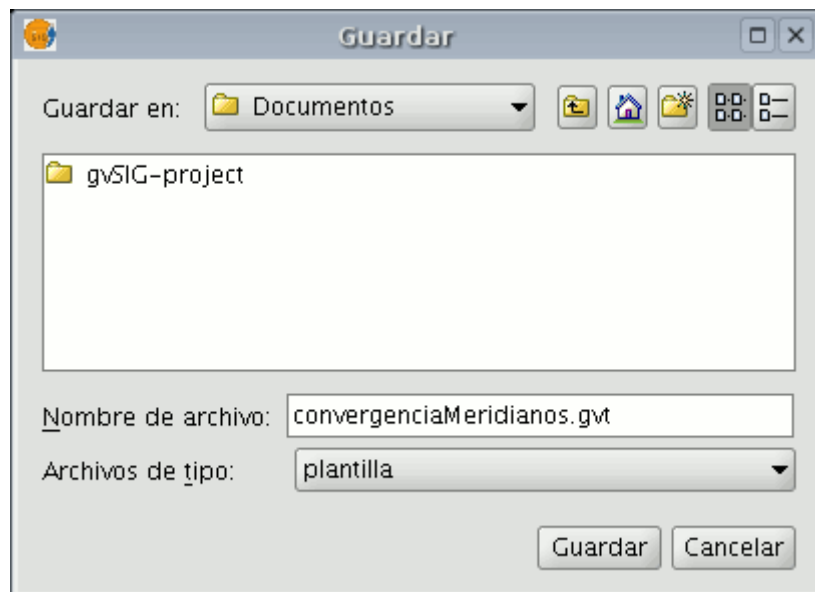 Guardar
Guardar en: Documentos
gvSIG-project
Nombre de archivo: convergenciaMeridianos.gvt
Archivos de tipo: plantilla
Guardar Cancelar